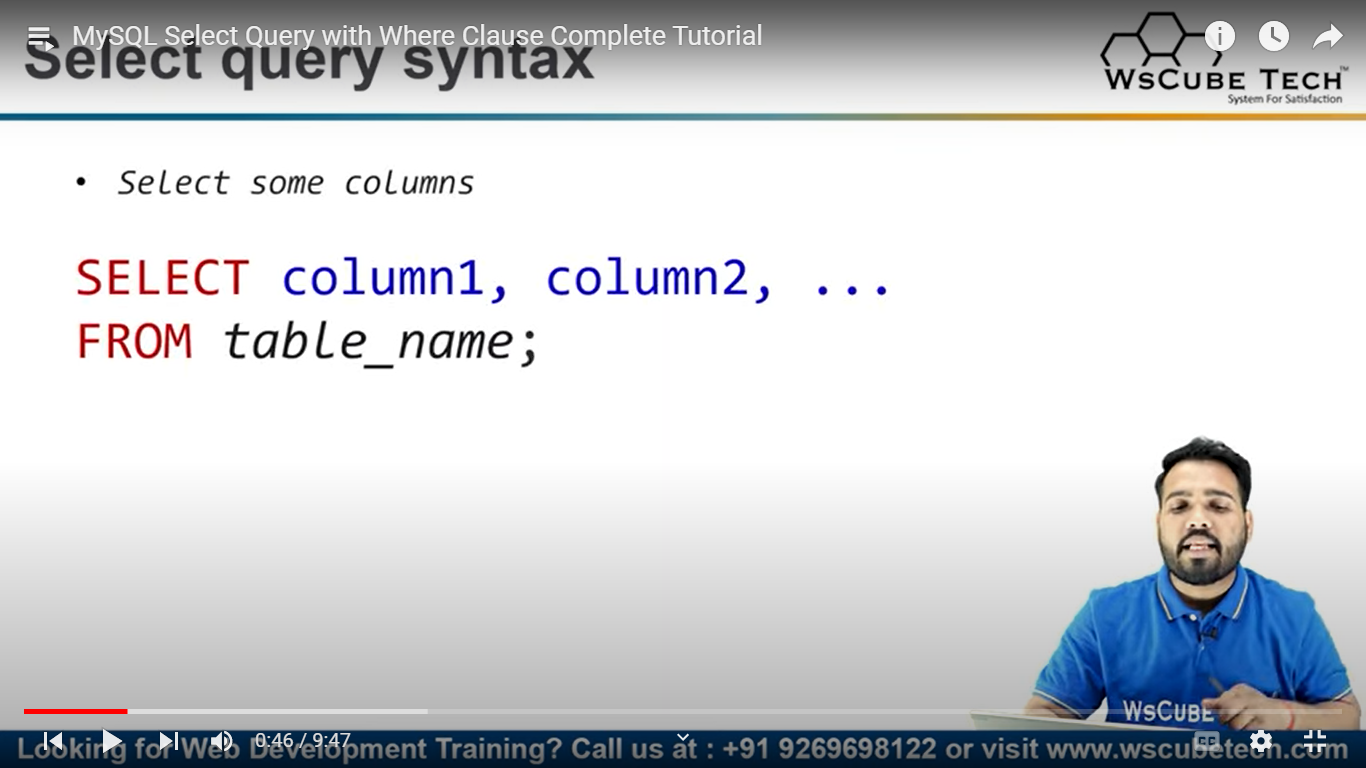 MySQL Select Query with Where Clause Complete Tutorial
Select query syntax
WSCUBE TECH™
System For Satisfaction
• Select some columns
SELECT column1, column2, ...
FROM table_name;
WSCUBE
0:46 / 9:47
CC
Looking for Web Development Training? Call us at : +91 9269698122 or visit www.wscubetech.com